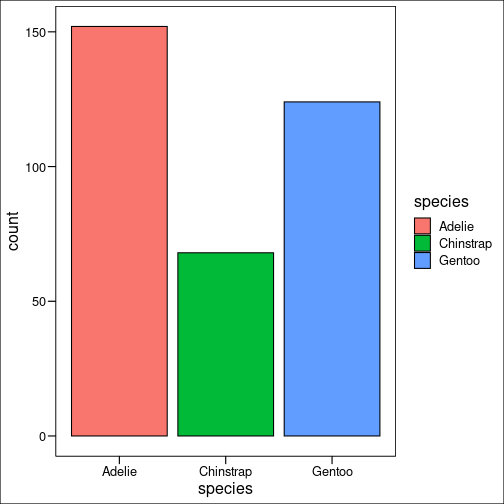 150
100
50
0
count
Adelie
Chinstrap
Gentoo
species
species
Adelie
Chinstrap
Gentoo